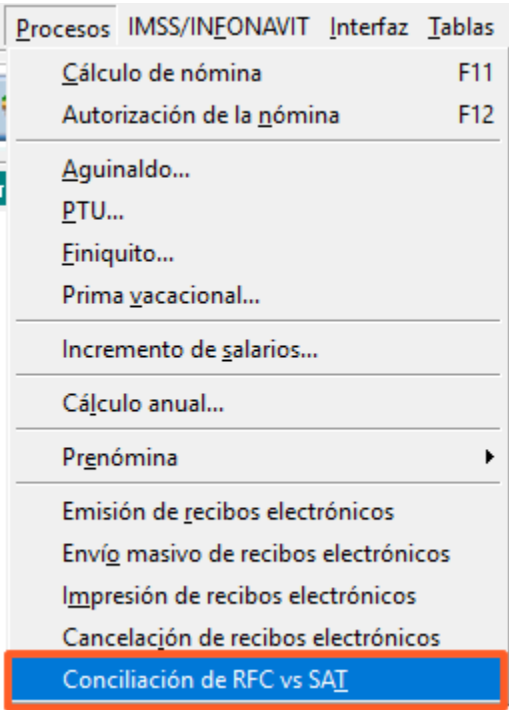 Procesos IMSS/INFONAVIT Interfaz Tablas
Cálculo de nómina F11
Autorización de la nómina F12
Aguinaldo...
PTU...
Finiquito...
Prima vacacional...
Incremento de salarios...
Cálculo anual...
Prenómina
Emisión de recibos electrónicos
Envío masivo de recibos electrónicos
Impresión de recibos electrónicos
Cancelación de recibos electrónicos
Conciliación de RFC vs SAT